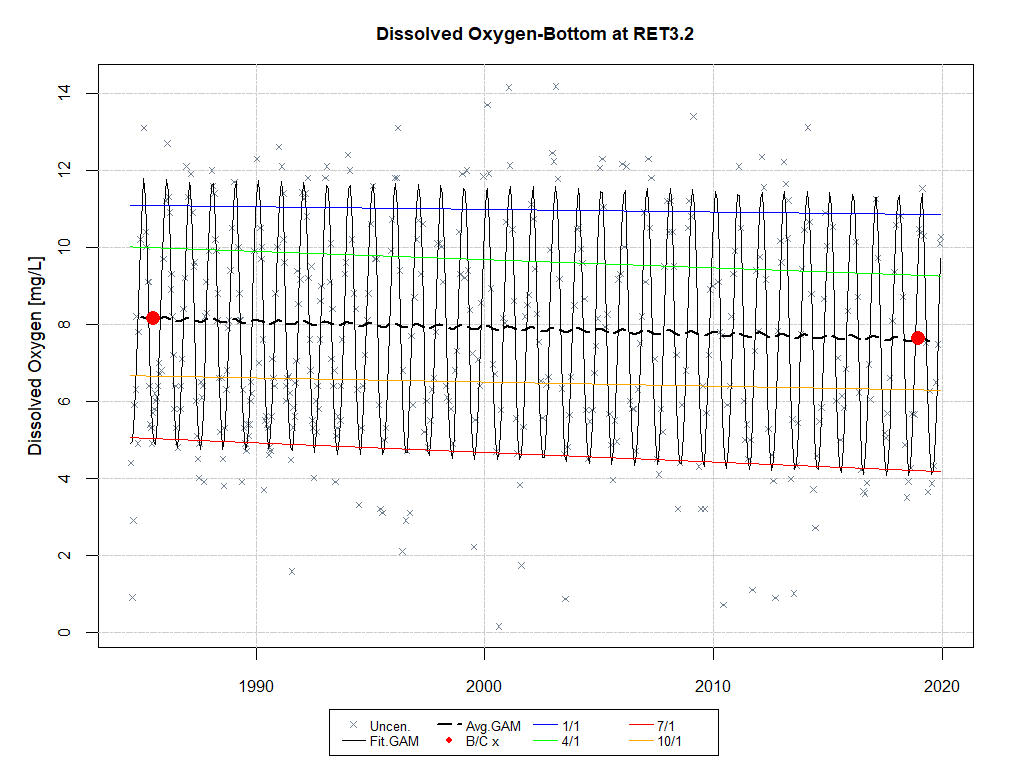 Dissolved Oxygen-Bottom at RET3.2
Dissolved Oxygen [mg/L]
14
12
10
8
6
4
2
0
1990 2000 2010 2020
Uncen. Avg.GAM 1/1 7/1
Fit.GAM B/C x 4/1 10/1